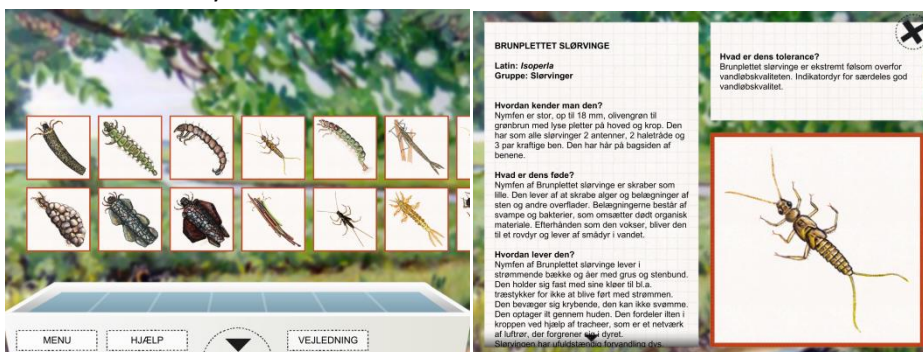 MENU
HJÆLP
VEJLEDNING
BRUNPLETTET SLØRVINGE
Latin: Isoperla
Gruppe: Slørvinger
Hvordan kender man den?
Nymfen er stor, op til 18 mm, olivengrøn til
grønbrun med lyse pletter på hoved og krop. Den
har som alle slørvinger 2 antenner, 2 haletråde og
3 par kraftige ben. Den har hår på bagsiden af
benene.
Hvad er dens føde?
Nymfen af Brunplettet slørvinge er skraber som
lille. Den lever af at skrabe alger og belægninger af
sten og andre overflader. Belægningerne består af
svampe og bakterier, som omsætter dødt organisk
materiale. Efterhånden som den vokser, bliver den
til et rovdyr og lever af smådyr i vandet.
Hvordan lever den?
Nymfen af Brunplettet slørvinge lever i
strømmende bække og åer med grus og stenbund.
Den holder sig fast med sine kløer til bl.a.
træstykker for ikke at blive ført med strømmen.
Den bevæger sig krybende, den kan ikke svømme.
Den optager ilt gennem huden. Den fordeler ilten i
kroppen ved hjælp af tracheer, som er et netværk
af luftrør, der forgrener sig i dyret.
Slørvingen har ufuldstændig forvandling dvs.
Hvad er dens tolerance?
Brunplettet slørvinge er ekstremt følsom overfor
vandløbskvaliteten. Indikatordyr for særdeles god
vandløbskvalitet.